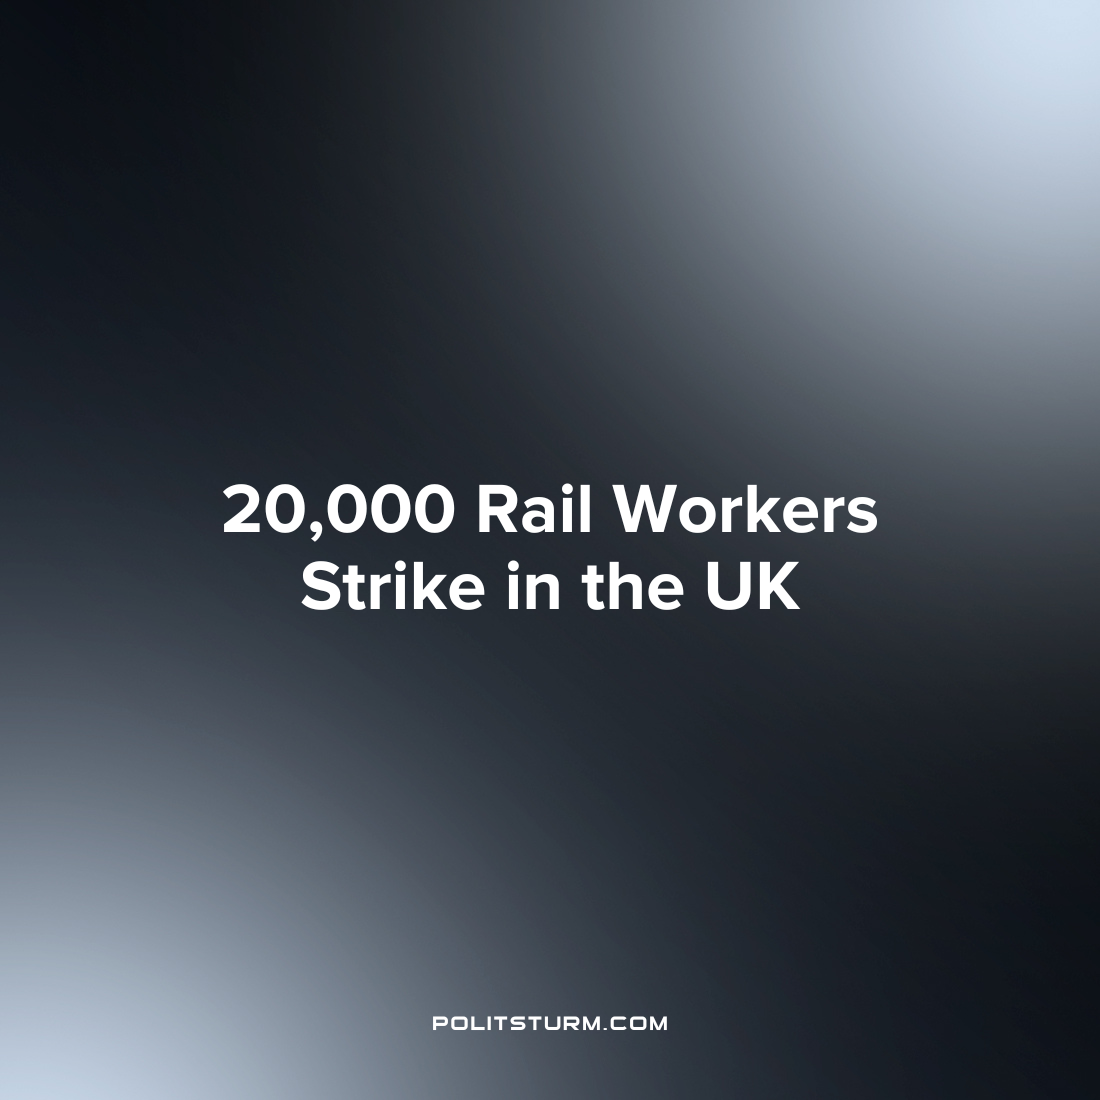 20,000 Rail Workers
Strike in the UK
POLITSTURM.COM